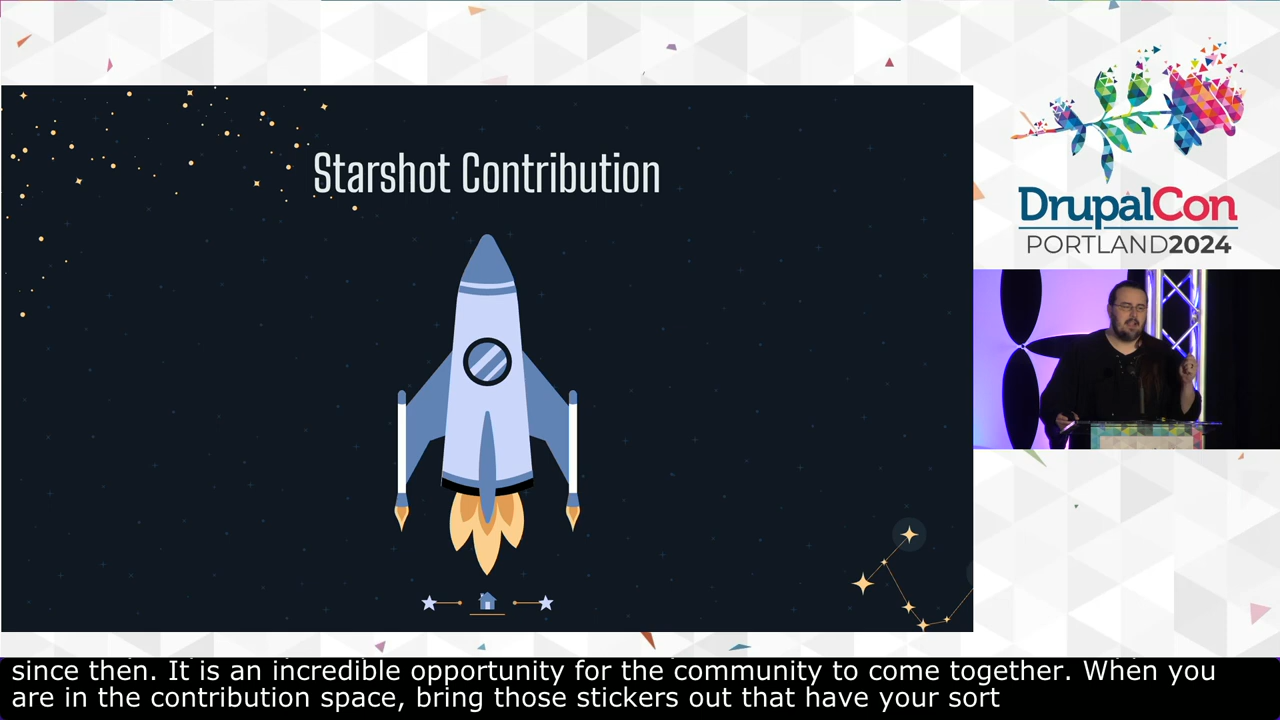 Starshot Contribution
DrupalCon
PORTLAND2024
since then. It is an incredible opportunity for the community to come together. When you
are in the contribution space, bring those stickers out that have your sort